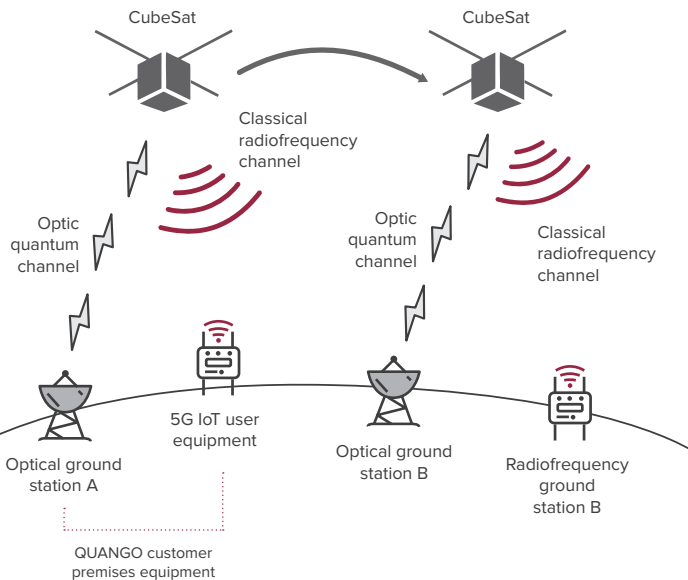 CubeSat
CubeSat
Classical
radiofrequency
channel
Optic
quantum
channel
Optic
quantum
channel
Classical
radiofrequency
channel
5G IoT user
equipment
Optical ground
station A
Optical ground
station B
Radiofrequency
ground
station B
QUANGO customer
premises equipment